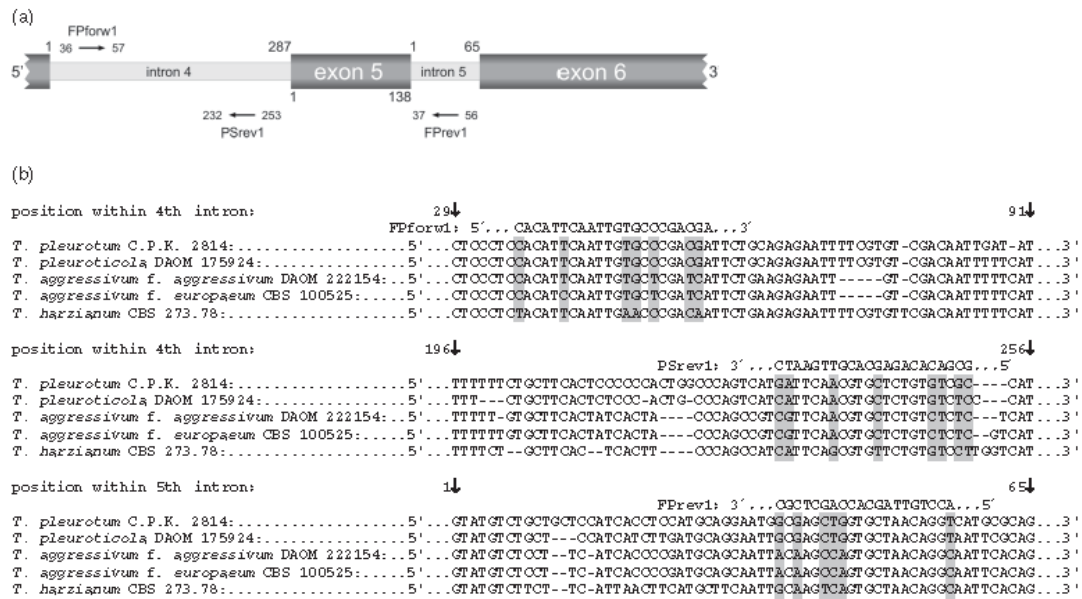 (a)
FPforw1
1 36 57 287 1 65
5' intron 4 exon 5 intron 5 exon 6 3'
232 253 1 138 37 56
PSrev1 FPrev1
(b)
position within 4th intron: 29 91
FPforw1: 5´...CACATTCAATTGTGCCCGACGA...3´
T. pleurotum C.P.K. 2814:......................5'...CTCCCTCCACATTCAATTGTGCCCGACGATTCTGCAGAGAATTTTCGTGT-CGACAATTGAT-AT...3'
T. pleuroticola DAOM 175924:...................5'...CTCCCTCCACATTCAATTGTGCCCGACGATTCTGCAGAGAATTTTCGTGT-CGACAATTTTTCAT...3'
T. aggressivum f. aggressivum DAOM 222154:...5'...CTCCCTCCACATTCAATTGTGCTCGATCATTCTGAAGAGAATT-----GT-CGACAATTTTTCAT...3'
T. aggressivum f. europaeum CBS 100525:......5'...CTCCCTCCACATCCAATTGTGCTCGATCATTCTGAAGAGAATT-----GT-CGACAATTTTTCAT...3'
T. harzianum CBS 273.78:.......................5'...CTCCCTCTACATTCAATTGAACCCGACAATTCTGAAGAGAATTTTCGTGTTCGACAATTTTTCAT...3'
position within 4th intron: 196 256
PSrev1: 3´...CTAAGTTGCACGAGACACAGCG...5´
T. pleurotum C.P.K. 2814:......................5'...TTTTTTCTGCTTCACTCCCCCCACTGGCCCAGTCATGATTCAACGTGCTCTGTGTCGC----CAT...3'
T. pleuroticola DAOM 175924:...................5'...TTT---CTGCTTCACTCTCCC-ACTG-CCCAGTCATCATTCAACGTGCTCTGTGTCTCC---CAT...3'
T. aggressivum f. aggressivum DAOM 222154:...5'...TTTTT-GTGCTTCACTATCACTA----CCCAGCCGTCGTTCAACGTGCTCTGTCTCTC---TCAT...3'
T. aggressivum f. europaeum CBS 100525:......5'...TTTTTTGTGCTTCACTATCACTA----CCCAGCCGTCGTTCAACGTGCTCTGTCTCTC--GTCAT...3'
T. harzianum CBS 273.78:.......................5'...TTTTCT--GCTTCAC--TCACTT----CCCAGCCATCATTCAGCGTGTTCTGTGTCCTTGGTCAT...3'
position within 5th intron: 1 65
FPrev1: 3´...CGCTCGACCACGATTGTCCA...5´
T. pleurotum C.P.K. 2814:......................5'...GTATGTCTGCTGCTCCATCACCTCCATGCAGGAATGGCGAGCTGGTGCTAACAGGTCATGCGCAG...3'
T. pleuroticola DAOM 175924:...................5'...GTATGTCTGCT---CCATCATCTTGATGCAGGAATTGCGAGCTGGTGCTAACAGGTAATTCGCAG...3'
T. aggressivum f. aggressivum DAOM 222154:...5'...GTATGTCTCCT--TC-ATCACCCCGATGCAGCAATTACAAGCCAGTGCTAACAGGCAATTCACAG...3'
T. aggressivum f. europaeum CBS 100525:......5'...GTATGTCTCCT--TC-ATCACCCCGATGCAGCAATTACAAGCCAGTGCTAACAGGCAATTCACAG...3'
T. harzianum CBS 273.78:.......................5'...GTATGTCTTCT--TC-ATTAACTTCATGCTTCAATTGCAAGTCAGTGCTAACAGGCAATTCACAG...3'